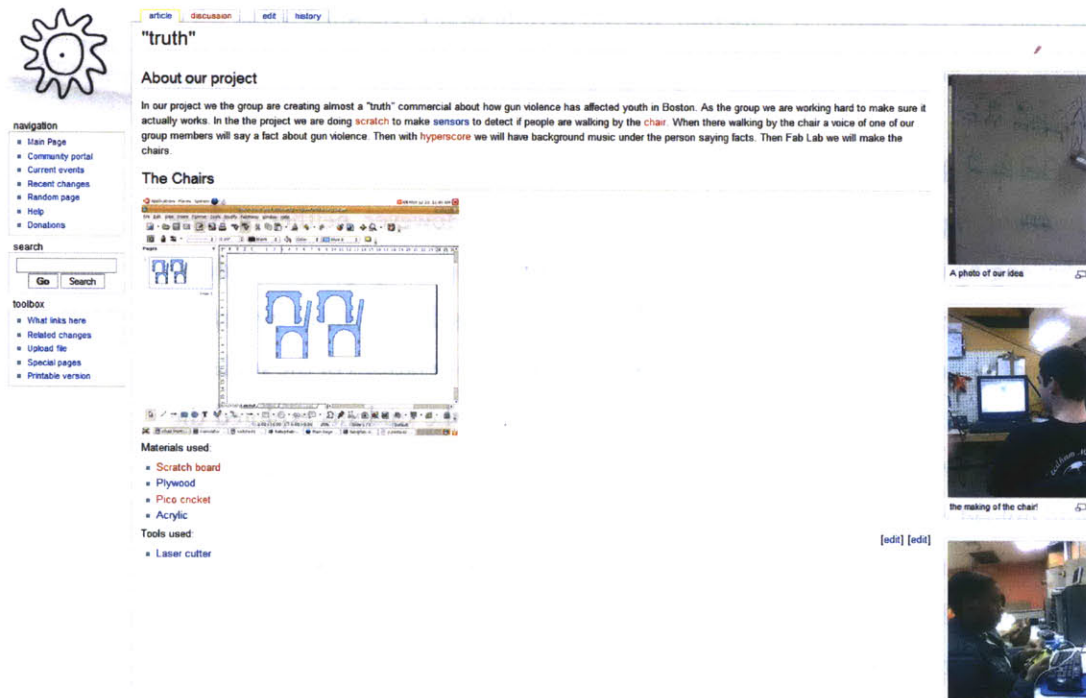 article discussion edit history
"truth"
About our project
In our project we the group are creating almost a "truth" commercial about how gun violence has affected youth in Boston. As the group we are working hard to make sure it
actually works. In the the project we are doing scratch to make sensors to detect if people are walking by the chair. When there walking by the chair a voice of one of our
group members will say a fact about gun violence. Then with hyperscore we will have background music under the person saying facts. Then Fab Lab we will make the
chairs.
navigation
Main Page
Community portal
Current events
Recent changes
Random page
Help
Donations
search
Go Search
toolbox
What links here
Related changes
Upload file
Special pages
Printable version
The Chairs
Applications Places System
Pages
Materials used:
Scratch board
Plywood
Pico cricket
Acrylic
Tools used:
Laser cutter
[edit] [edit]
A photo of our idea
the making of the chair!